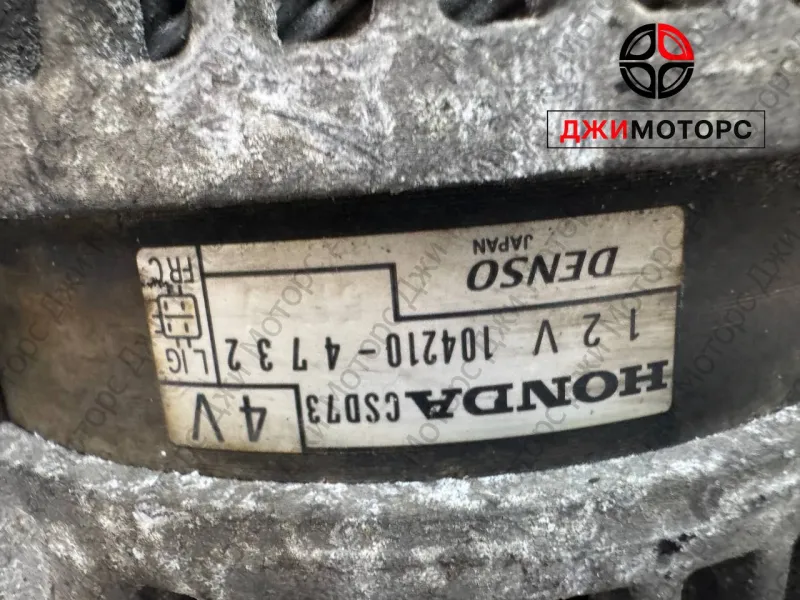 ДЖИМОТОРС
HONDA CSD73 4V
12V 104210-4732
DENSO
JAPAN
LIG
FRC